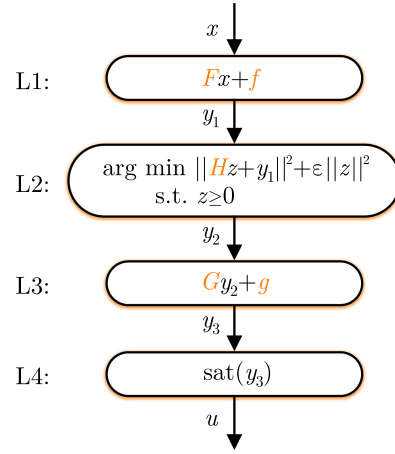 x
L1: Fx+f
y₁
L2: arg min ||Hz+y₁||²+ε||z||²
s.t. z≥0
y₂
L3: Gy₂+g
y₃
L4: sat(y₃)
u